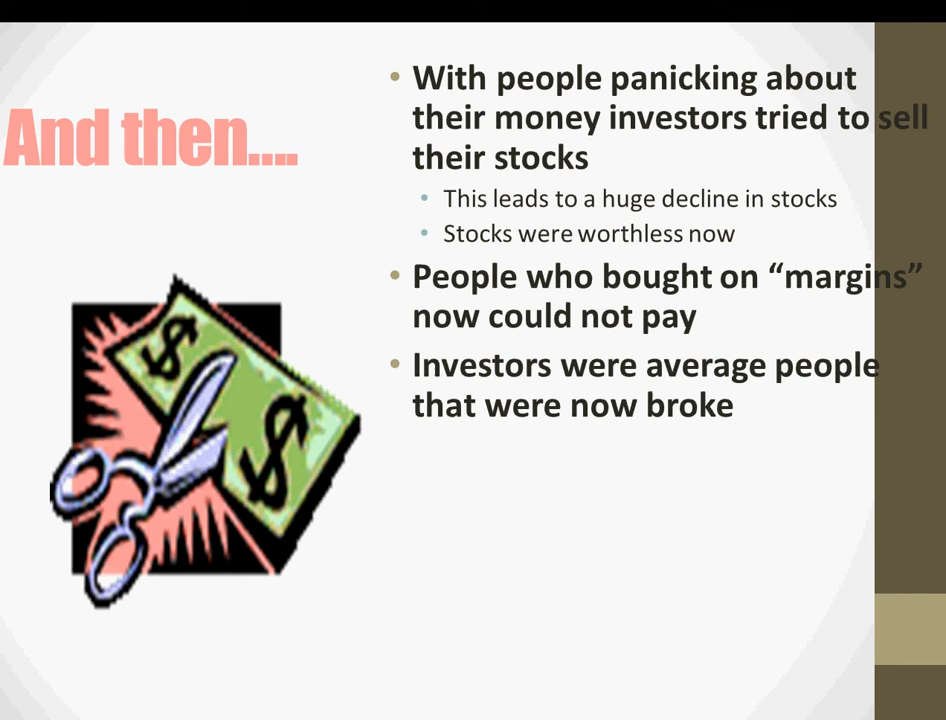 And then....
• With people panicking about
their money investors tried to sell
their stocks
• This leads to a huge decline in stocks
• Stocks were worthless now
• People who bought on “margins”
now could not pay
• Investors were average people
that were now broke
$
$